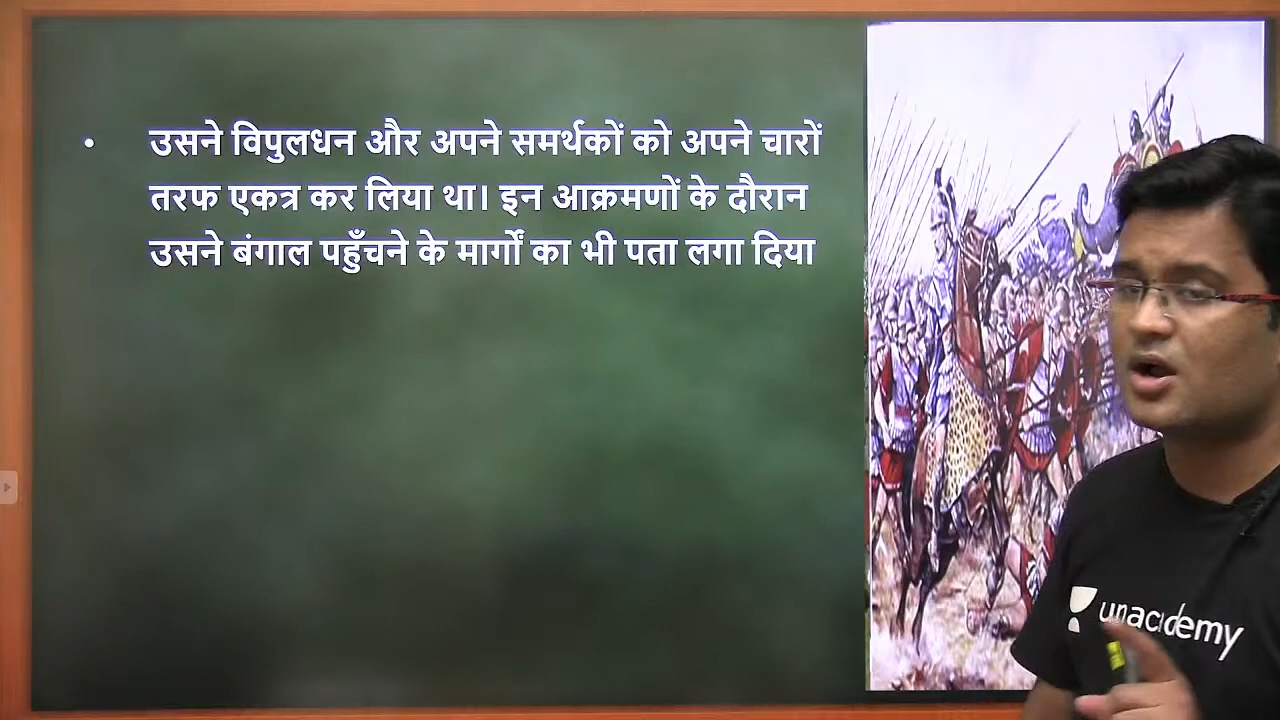 • उसने विपुलधन और अपने समर्थकों को अपने चारों
तरफ एकत्र कर लिया था। इन आक्रमणों के दौरान
उसने बंगाल पहुँचने के मार्गों का भी पता लगा दिया
unacademy